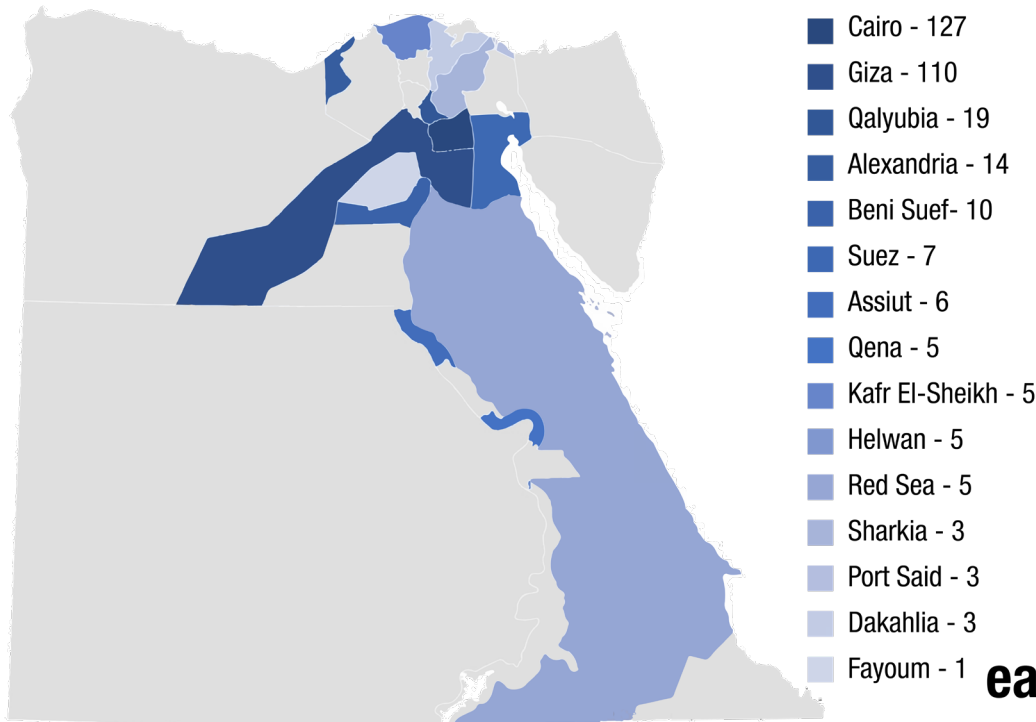 Cairo - 127
Giza - 110
Qalyubia - 19
Alexandria - 14
Beni Suef- 10
Suez - 7
Assiut - 6
Qena - 5
Kafr El-Sheikh - 5
Helwan - 5
Red Sea - 5
Sharkia - 3
Port Said - 3
Dakahlia - 3
Fayoum - 1
ea